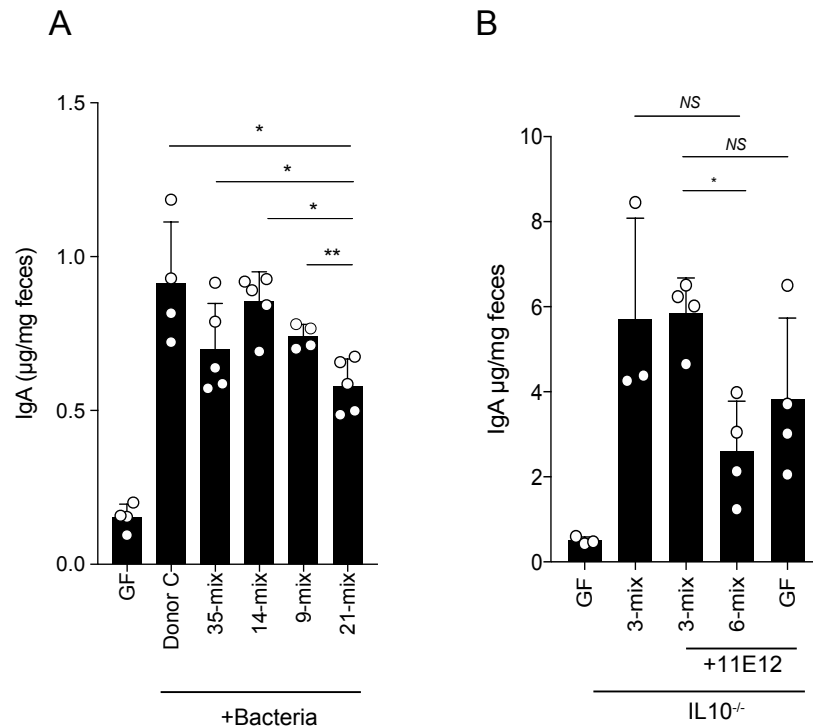 A
B
1.5
1.0
0.5
0.0
IgA (µg/mg feces)
*
*
*
**
GF
Donor C
35-mix
14-mix
9-mix
21-mix
+Bacteria
10
8
6
4
2
0
IgA µg/mg feces
NS
NS
*
GF
3-mix
3-mix
6-mix
GF
+11E12
IL10-/-